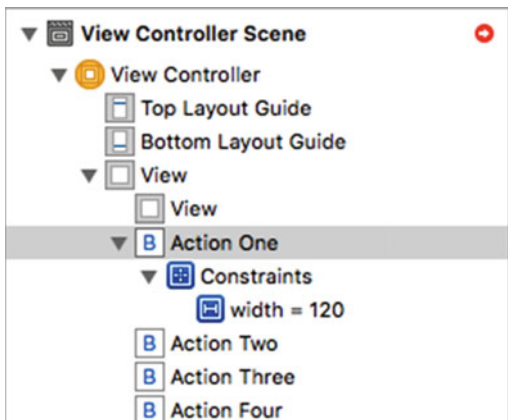 View Controller Scene
View Controller
Top Layout Guide
Bottom Layout Guide
View
View
B Action One
Constraints
width = 120
B Action Two
B Action Three
B Action Four